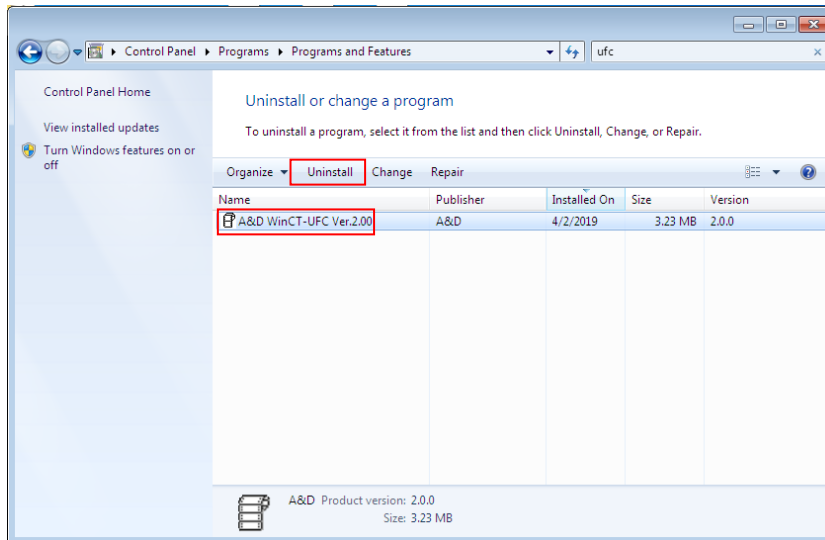 Control Panel ▸ Programs ▸ Programs and Features
ufc
Control Panel Home
View installed updates
Turn Windows features on or
off
Uninstall or change a program
To uninstall a program, select it from the list and then click Uninstall, Change, or Repair.
Organize Uninstall Change Repair
Name Publisher Installed On Size Version
A&D WinCT-UFC Ver.2.00 A&D 4/2/2019 3.23 MB 2.0.0
A&D Product version: 2.0.0
Size: 3.23 MB